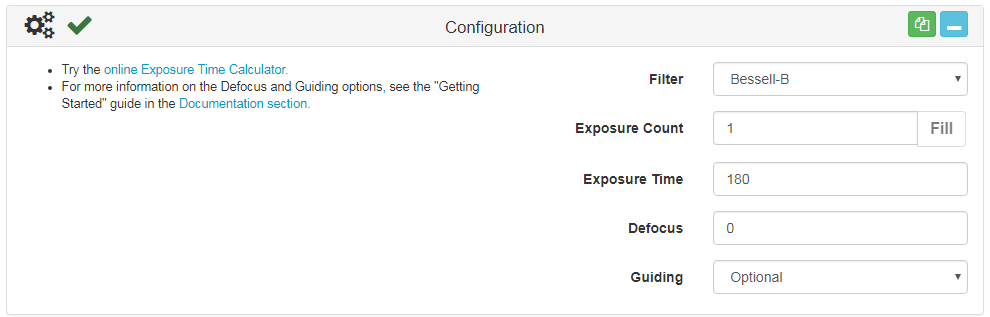 Configuration
Try the online Exposure Time Calculator.
For more information on the Defocus and Guiding options, see the "Getting
Started" guide in the Documentation section.
Filter
Bessell-B
Exposure Count
1
Fill
Exposure Time
180
Defocus
0
Guiding
Optional